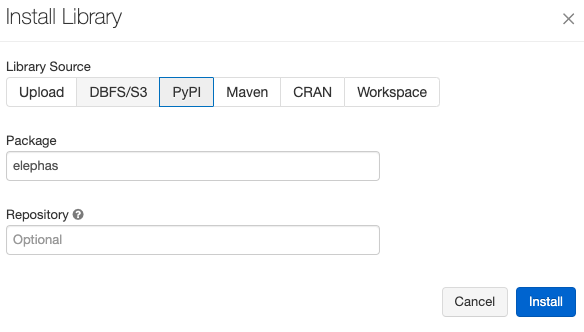 Install Library
Library Source
Upload DBFS/S3 PyPI Maven CRAN Workspace
Package
elephas
Repository ?
Optional
Cancel Install